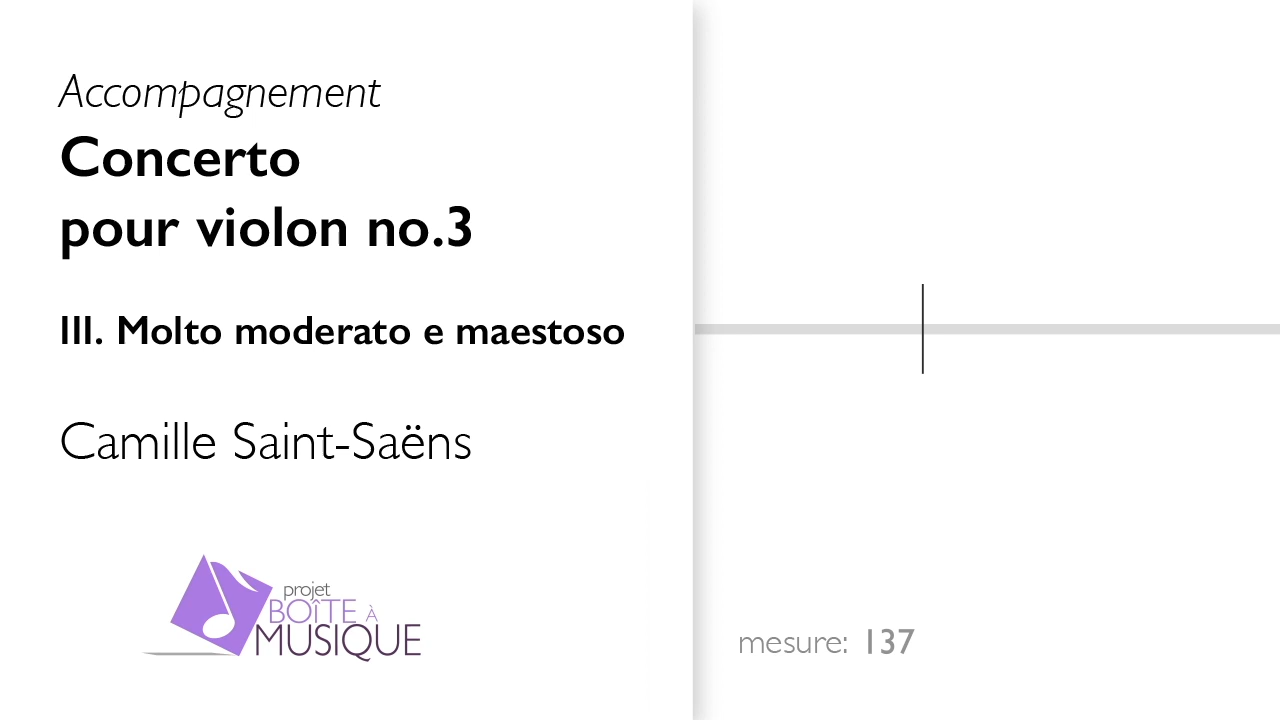 Accompagnement
Concerto
pour violon no.3
III. Molto moderato e maestoso
Camille Saint-Saëns
projet
BOÎTE À
MUSIQUE
mesure: 137